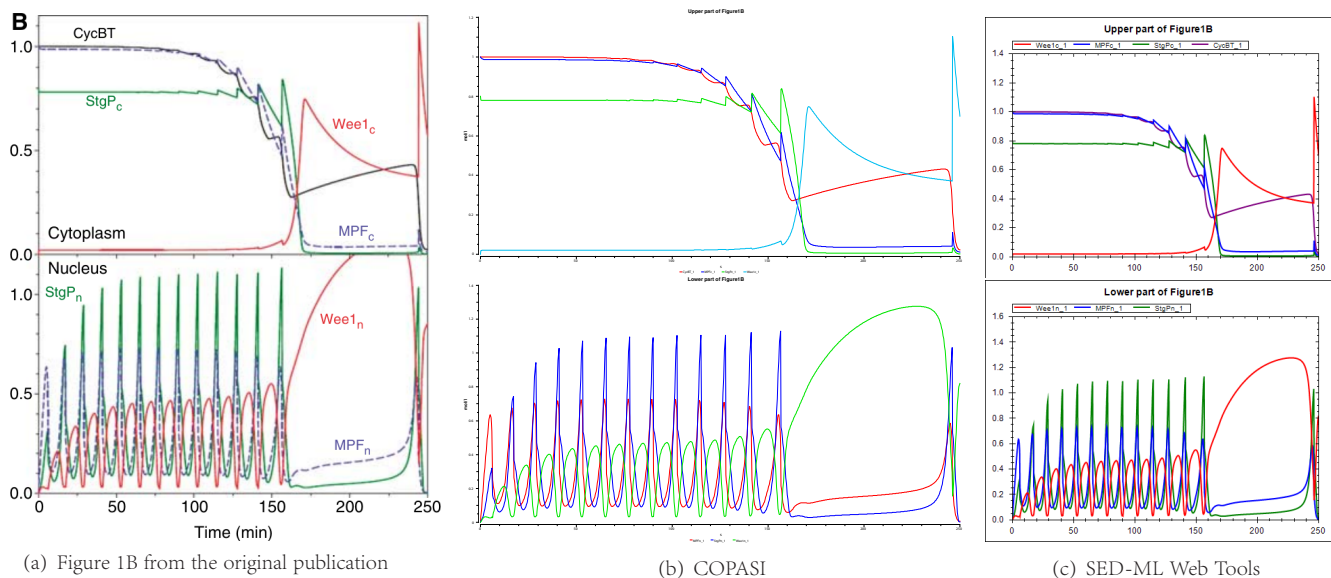 B
CycBT
StgPc
Wee1c
MPFc
Cytoplasm
1.0
0.5
0.0
Nucleus
StgPn
Wee1n
MPFn
1.0
0.5
0.0
0 50 100 150 200 250
Time (min)
(a) Figure 1B from the original publication
Upper part of Figure1B
Lower part of Figure1B
(b) COPASI
Upper part of Figure1B
Wee1c_1 MPFc_1 StgPc_1 CycBT_1
1.4
1.2
1.0
0.8
0.6
0.4
0.2
0.0
0 50 100 150 200 250
Lower part of Figure1B
Wee1n_1 MPFn_1 StgPn_1
1.6
1.4
1.2
1.0
0.8
0.6
0.4
0.2
0.0
0 50 100 150 200 250
(c) SED-ML Web Tools